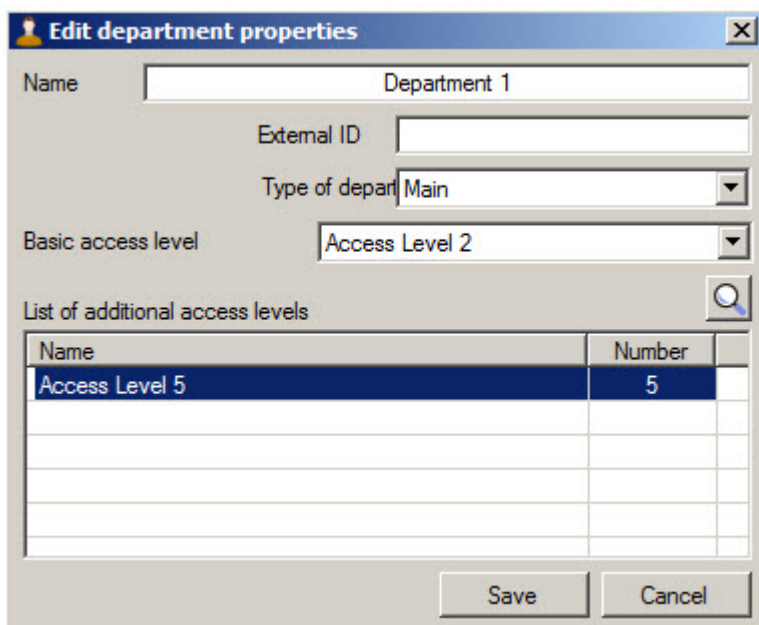 Edit department properties
Name Department 1
External ID
Type of depart Main
Basic access level Access Level 2
List of additional access levels
Name Number
Access Level 5 5
Save Cancel